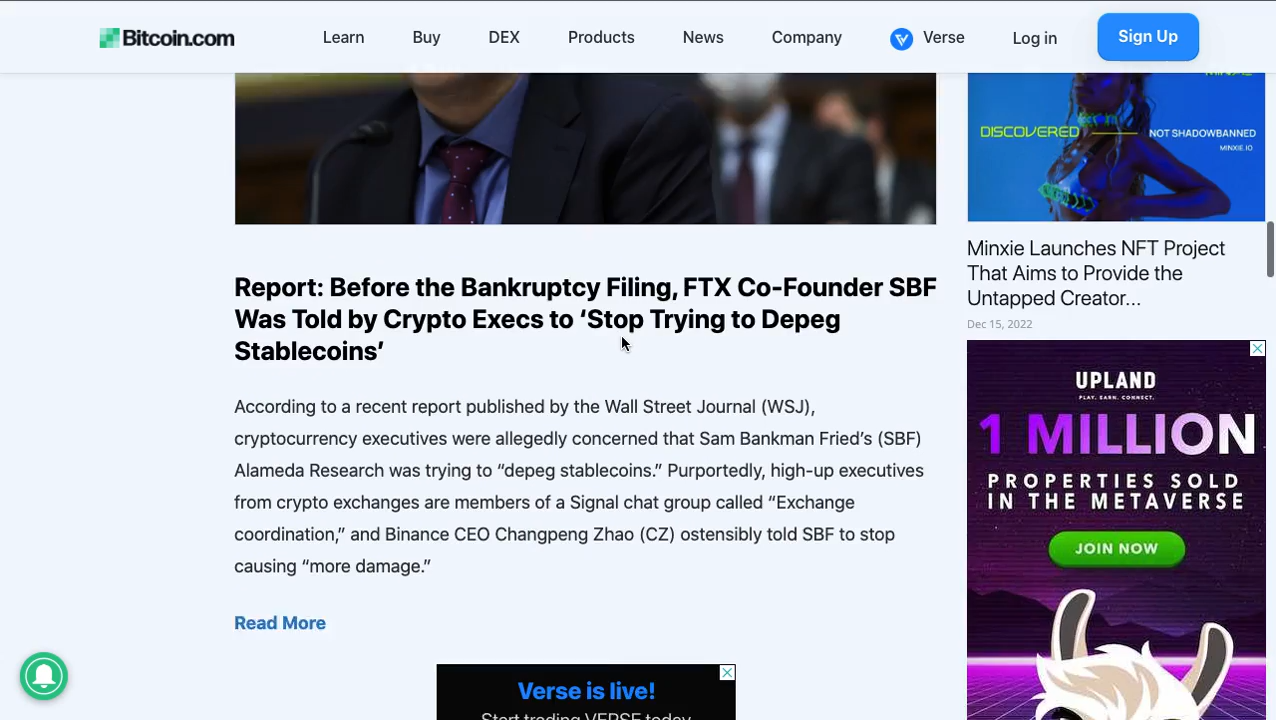 Bitcoin.com
Learn
Buy
DEX
Products
News
Company
Verse
Log in
Sign Up
Report: Before the Bankruptcy Filing, FTX Co-Founder SBF
Was Told by Crypto Execs to ‘Stop Trying to Depeg
Stablecoins’
According to a recent report published by the Wall Street Journal (WSJ),
cryptocurrency executives were allegedly concerned that Sam Bankman Fried’s (SBF)
Alameda Research was trying to “depeg stablecoins.” Purportedly, high-up executives
from crypto exchanges are members of a Signal chat group called “Exchange
coordination,” and Binance CEO Changpeng Zhao (CZ) ostensibly told SBF to stop
causing “more damage.”
Read More
Verse is live!
Start trading VERSE today
DISCOVERED
NOT SHADOWBANNED
MINXIE.IO
Minxie Launches NFT Project
That Aims to Provide the
Untapped Creator...
Dec 15, 2022
UPLAND
PLAY. EARN. CONNECT.
1 MILLION
PROPERTIES SOLD
IN THE METAVERSE
JOIN NOW